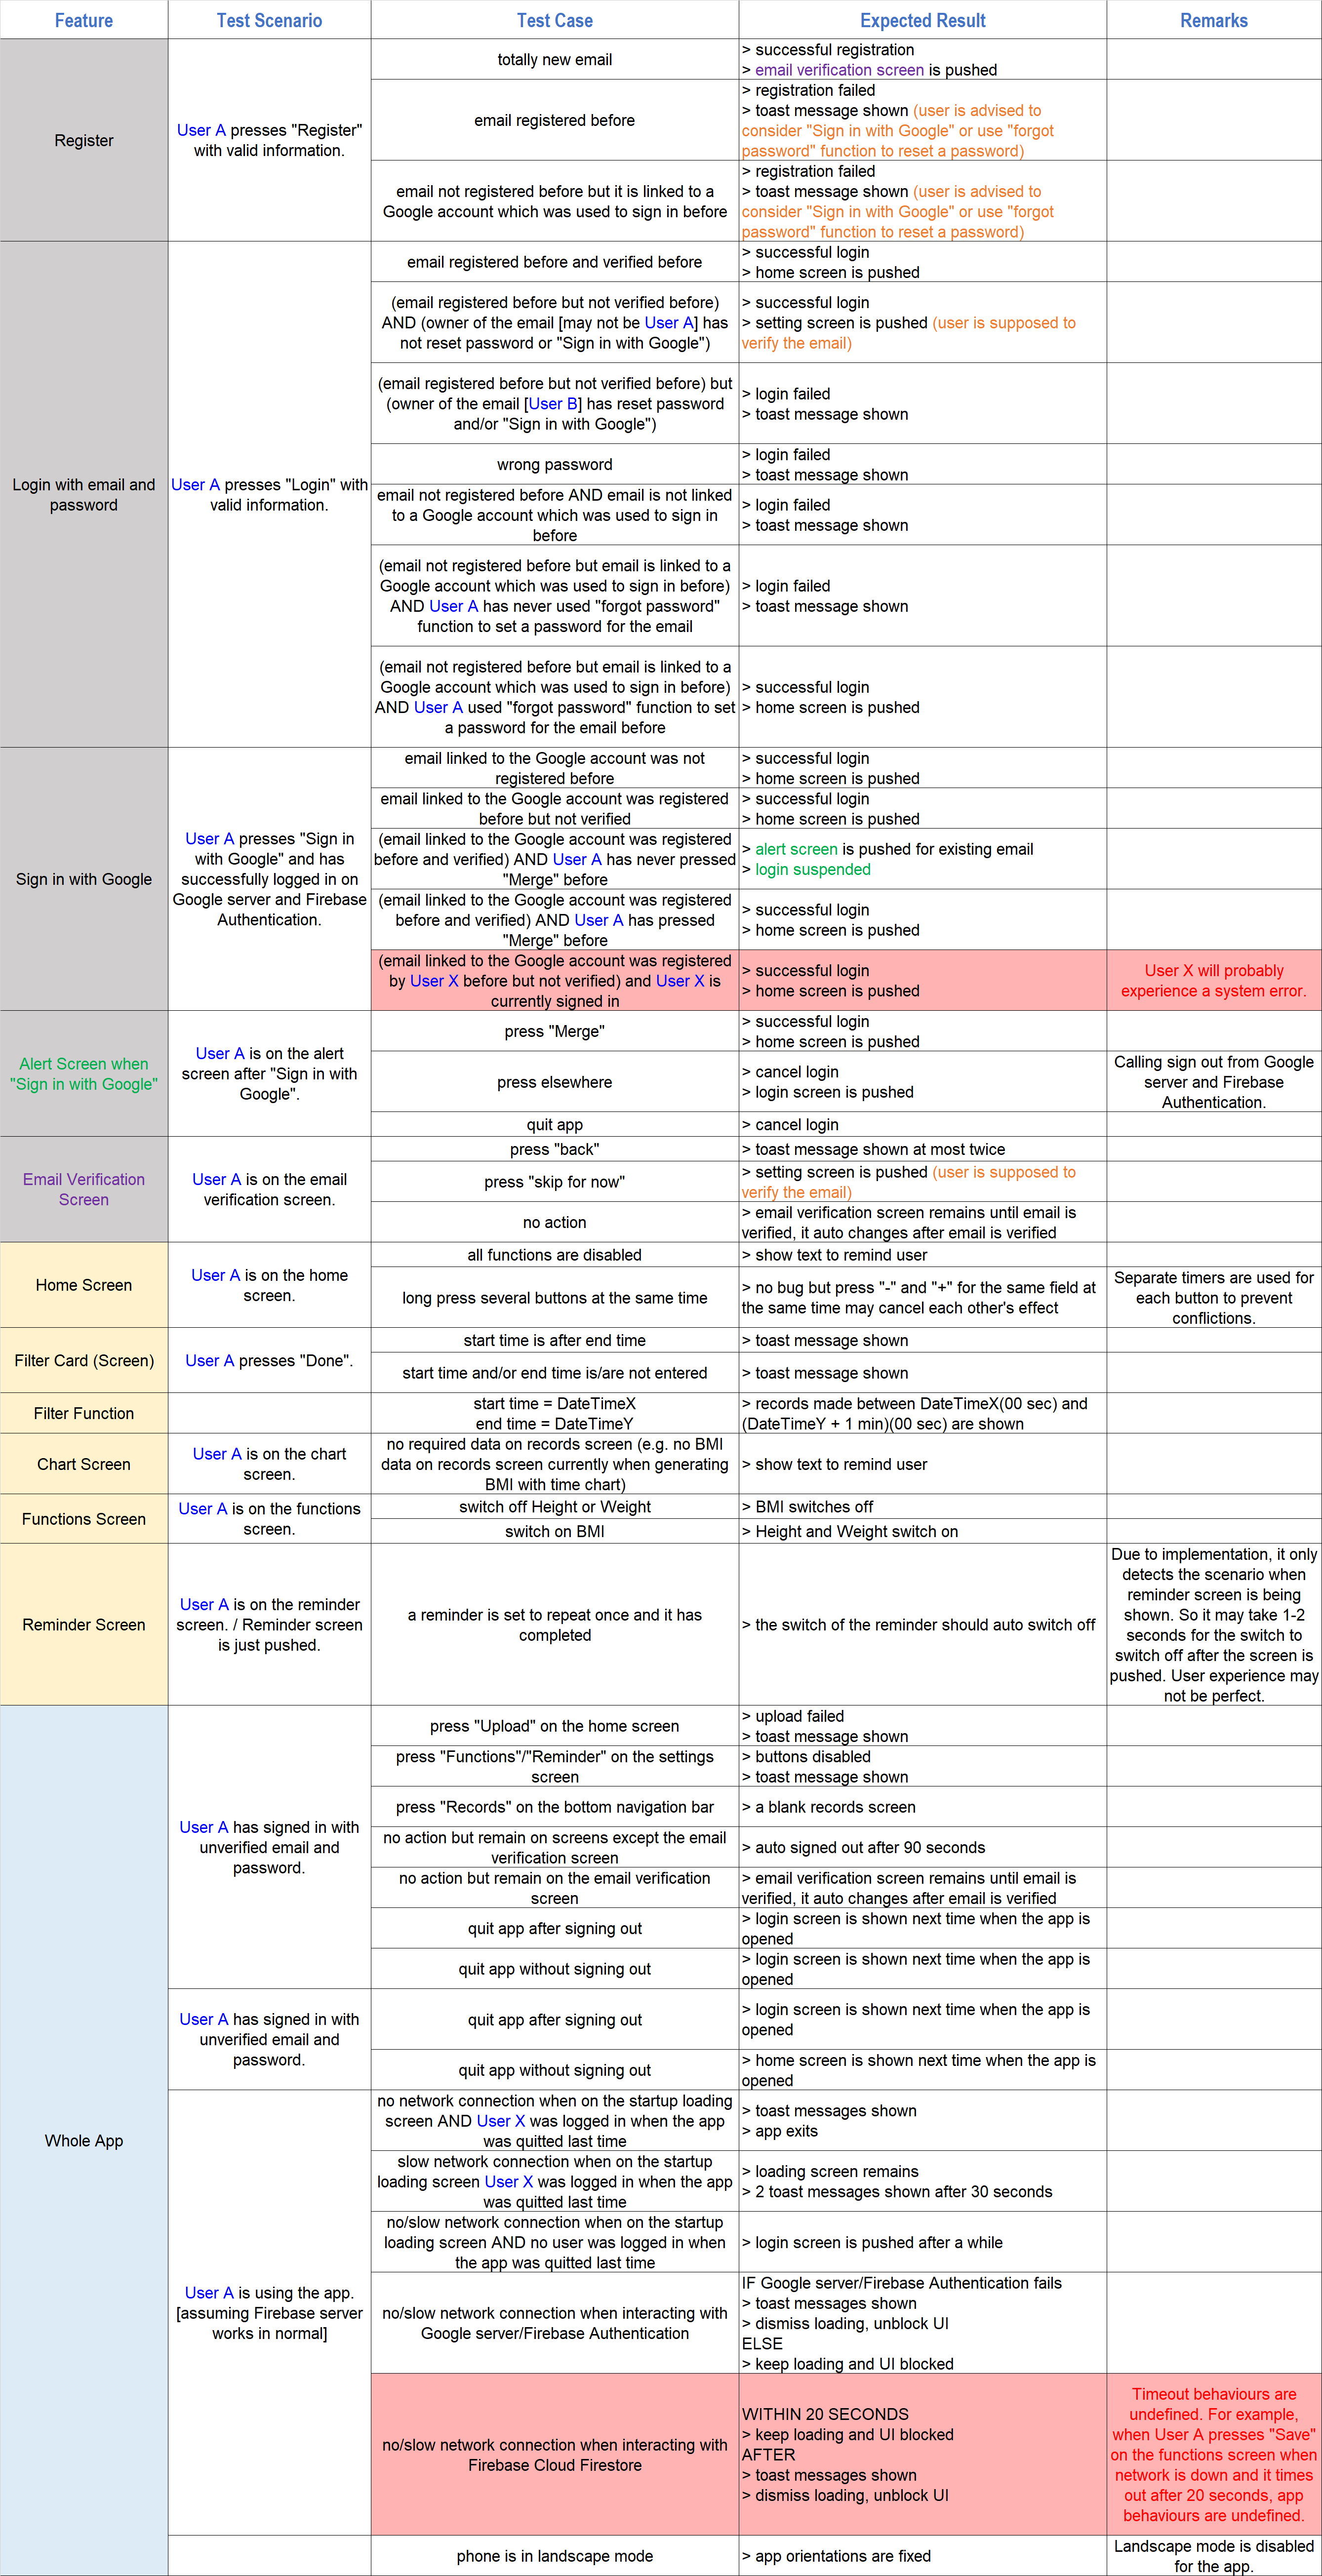 Feature Test Scenario Test Case Expected Result Remarks
Register
User A presses "Register"
with valid information.
totally new email
> successful registration
> email verification screen is pushed
email registered before
> registration failed
> toast message shown (user is advised to
consider "Sign in with Google" or use "forgot
password" function to reset a password)
email not registered before but it is linked to a
Google account which was used to sign in before
> registration failed
> toast message shown (user is advised to
consider "Sign in with Google" or use "forgot
password" function to reset a password)
Login with email and
password
User A presses "Login" with
valid information.
email registered before and verified before
> successful login
> home screen is pushed
(email registered before but not verified before)
AND (owner of the email [may not be User A] has
not reset password or "Sign in with Google")
> successful login
> setting screen is pushed (user is supposed to
verify the email)
(email registered before but not verified before) but
(owner of the email [User B] has reset password
and/or "Sign in with Google")
> login failed
> toast message shown
wrong password
> login failed
> toast message shown
email not registered before AND email is not linked
to a Google account which was used to sign in
before
> login failed
> toast message shown
(email not registered before but email is linked to a
Google account which was used to sign in before)
AND User A has never used "forgot password"
function to set a password for the email
> login failed
> toast message shown
(email not registered before but email is linked to a
Google account which was used to sign in before)
AND User A used "forgot password" function to set
a password for the email before
> successful login
> home screen is pushed
Sign in with Google
User A presses "Sign in
with Google" and has
successfully logged in on
Google server and Firebase
Authentication.
email linked to the Google account was not
registered before
> successful login
> home screen is pushed
email linked to the Google account was registered
before but not verified
> successful login
> home screen is pushed
(email linked to the Google account was registered
before and verified) AND User A has never pressed
"Merge" before
> alert screen is pushed for existing email
> login suspended
(email linked to the Google account was registered
before and verified) AND User A has pressed
"Merge" before
> successful login
> home screen is pushed
(email linked to the Google account was registered
by User X before but not verified) and User X is
currently signed in
> successful login
> home screen is pushed
User X will probably
experience a system error.
Alert Screen when
"Sign in with Google"
User A is on the alert
screen after "Sign in with
Google".
press "Merge"
> successful login
> home screen is pushed
press elsewhere
> cancel login
> login screen is pushed
Calling sign out from Google
server and Firebase
Authentication.
quit app
> cancel login
Email Verification
Screen
User A is on the email
verification screen.
press "back"
> toast message shown at most twice
press "skip for now"
> setting screen is pushed (user is supposed to
verify the email)
no action
> email verification screen remains until email is
verified, it auto changes after email is verified
Home Screen
User A is on the home
screen.
all functions are disabled
> show text to remind user
long press several buttons at the same time
> no bug but press "-" and "+" for the same field at
the same time may cancel each other's effect
Separate timers are used for
each button to prevent
conflictions.
Filter Card (Screen)
User A presses "Done".
start time is after end time
> toast message shown
start time and/or end time is/are not entered
> toast message shown
Filter Function
start time = DateTimeX
end time = DateTimeY
> records made between DateTimeX(00 sec) and
(DateTimeY + 1 min)(00 sec) are shown
Chart Screen
User A is on the chart
screen.
no required data on records screen (e.g. no BMI
data on records screen currently when generating
BMI with time chart)
> show text to remind user
Functions Screen
User A is on the functions
screen.
switch off Height or Weight
> BMI switches off
switch on BMI
> Height and Weight switch on
Reminder Screen
User A is on the reminder
screen. / Reminder screen
is just pushed.
a reminder is set to repeat once and it has
completed
> the switch of the reminder should auto switch off
Due to implementation, it only
detects the scenario when
reminder screen is being
shown. So it may take 1-2
seconds for the switch to
switch off after the screen is
pushed. User experience may
not be perfect.
Whole App
User A has signed in with
unverified email and
password.
press "Upload" on the home screen
> upload failed
> toast message shown
press "Functions"/"Reminder" on the settings
screen
> buttons disabled
> toast message shown
press "Records" on the bottom navigation bar
> a blank records screen
no action but remain on screens except the email
verification screen
> auto signed out after 90 seconds
no action but remain on the email verification
screen
> email verification screen remains until email is
verified, it auto changes after email is verified
quit app after signing out
> login screen is shown next time when the app is
opened
quit app without signing out
> login screen is shown next time when the app is
opened
User A has signed in with
unverified email and
password.
quit app after signing out
> login screen is shown next time when the app is
opened
quit app without signing out
> home screen is shown next time when the app is
opened
User A is using the app.
[assuming Firebase server
works in normal]
no network connection when on the startup loading
screen AND User X was logged in when the app
was quitted last time
> toast messages shown
> app exits
slow network connection when on the startup
loading screen User X was logged in when the app
was quitted last time
> loading screen remains
> 2 toast messages shown after 30 seconds
no/slow network connection when on the startup
loading screen AND no user was logged in when
the app was quitted last time
> login screen is pushed after a while
no/slow network connection when interacting with
Google server/Firebase Authentication
IF Google server/Firebase Authentication fails
> toast messages shown
> dismiss loading, unblock UI
ELSE
> keep loading and UI blocked
no/slow network connection when interacting with
Firebase Cloud Firestore
WITHIN 20 SECONDS
> keep loading and UI blocked
AFTER
> toast messages shown
> dismiss loading, unblock UI
Timeout behaviours are
undefined. For example,
when User A presses "Save"
on the functions screen when
network is down and it times
out after 20 seconds, app
behaviours are undefined.
phone is in landscape mode
> app orientations are fixed
Landscape mode is disabled
for the app.